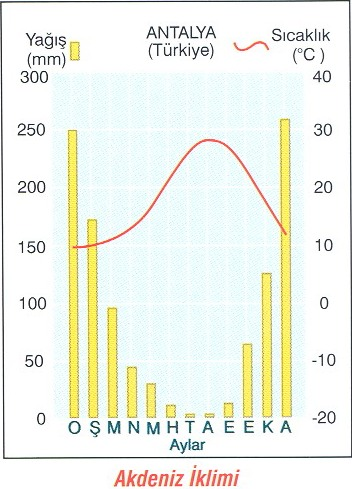 Yağış
(mm)
ANTALYA
(Türkiye)
Sıcaklık
(°C )
300
250
200
150
100
50
0
40
30
20
10
0
-10
-20
O Ş M N M H T A E E K A
Aylar
Akdeniz İklimi